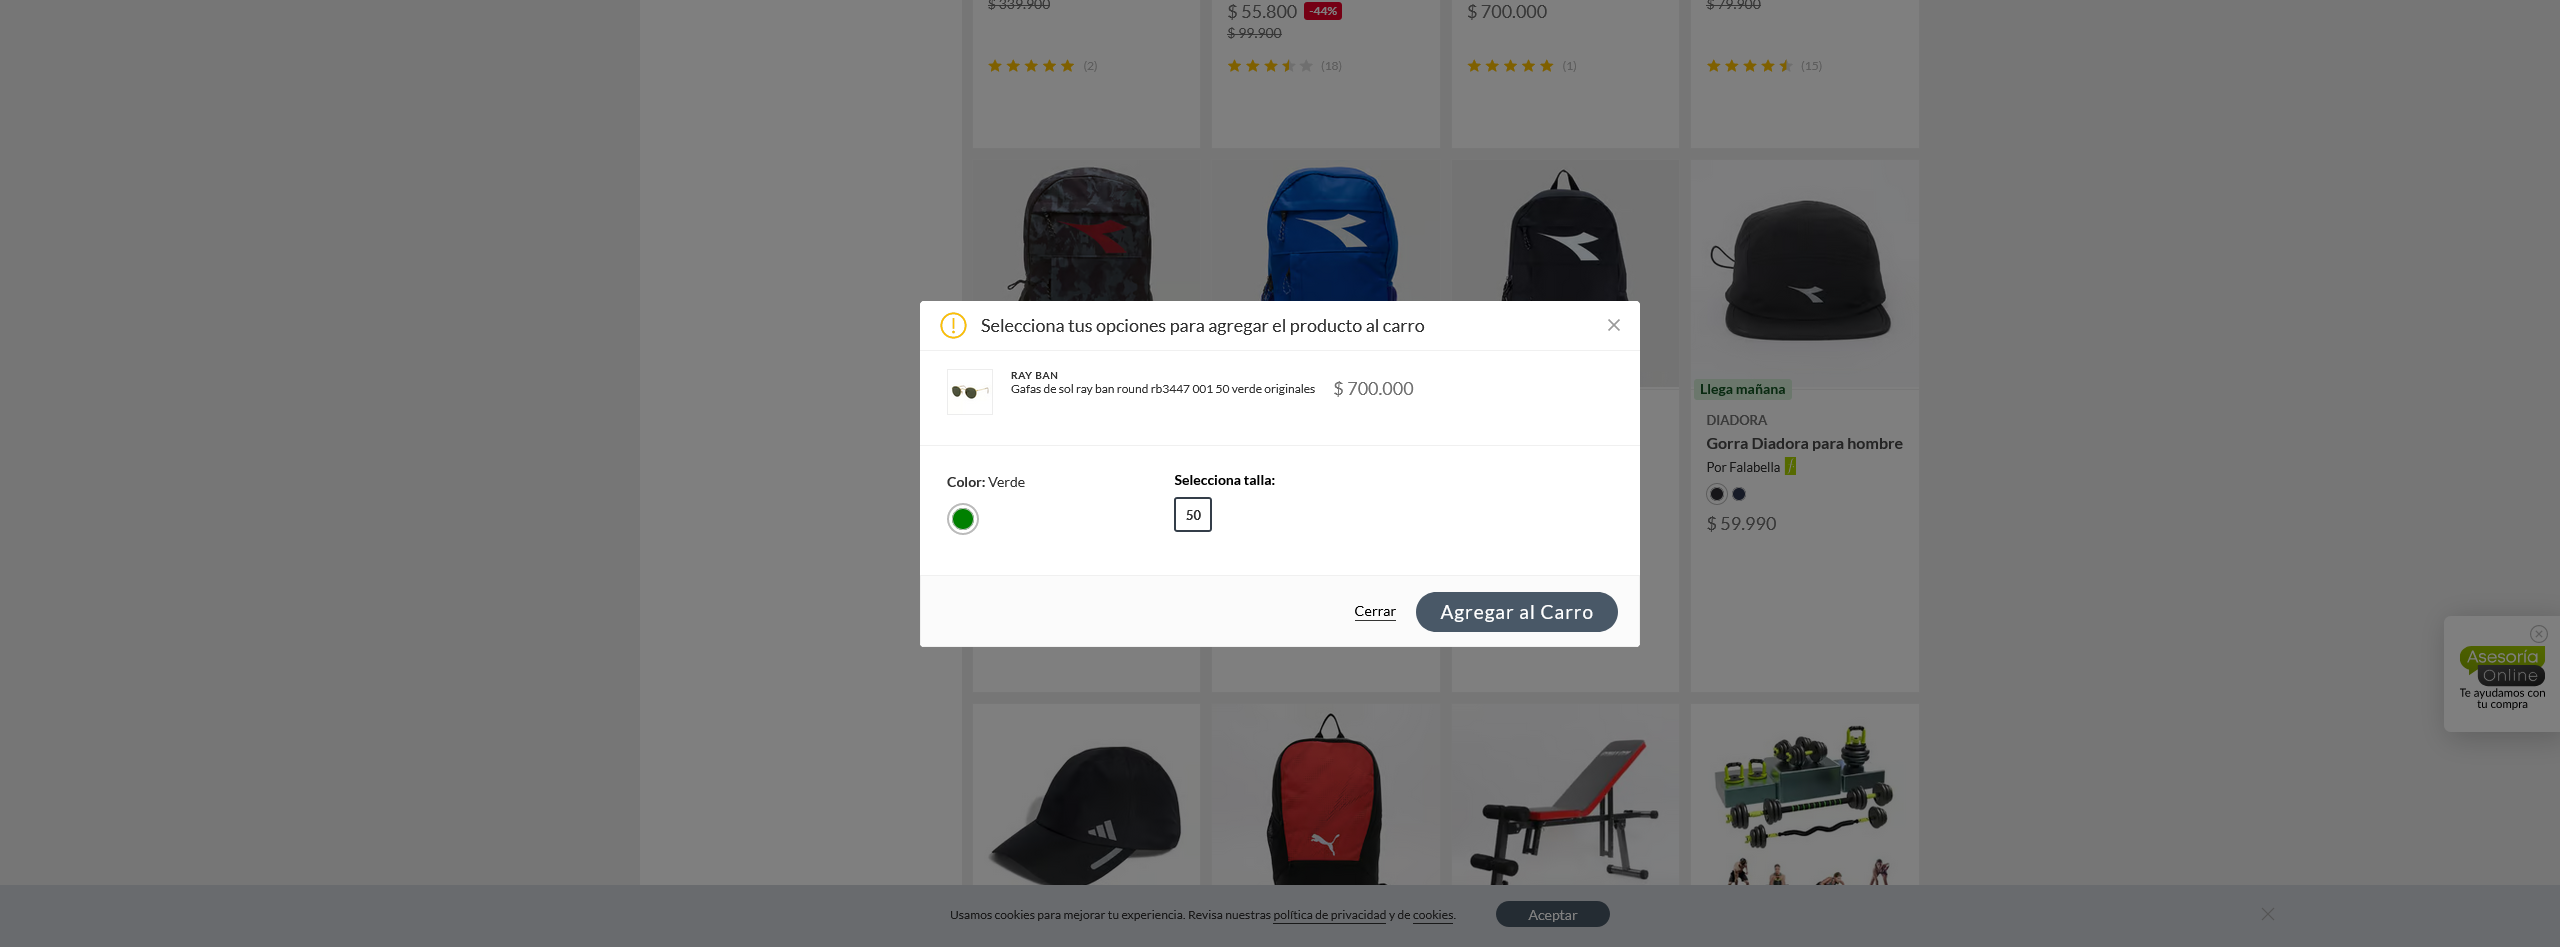 $ 339.900
$ 55.800 -44%
$ 99.900
$ 700.000
$ 79.900
(2)
(18)
(1)
(15)
Selecciona tus opciones para agregar el producto al carro
RAY BAN
Gafas de sol ray ban round rb3447 001 50 verde originales
$ 700.000
Color: Verde
Selecciona talla:
50
Cerrar
Agregar al Carro
Llega mañana
DIADORA
Gorra Diadora para hombre
Por Falabella
$ 59.990
Asesoría
Online
Te ayudamos con
tu compra
Usamos cookies para mejorar tu experiencia. Revisa nuestras política de privacidad y de cookies.
Aceptar